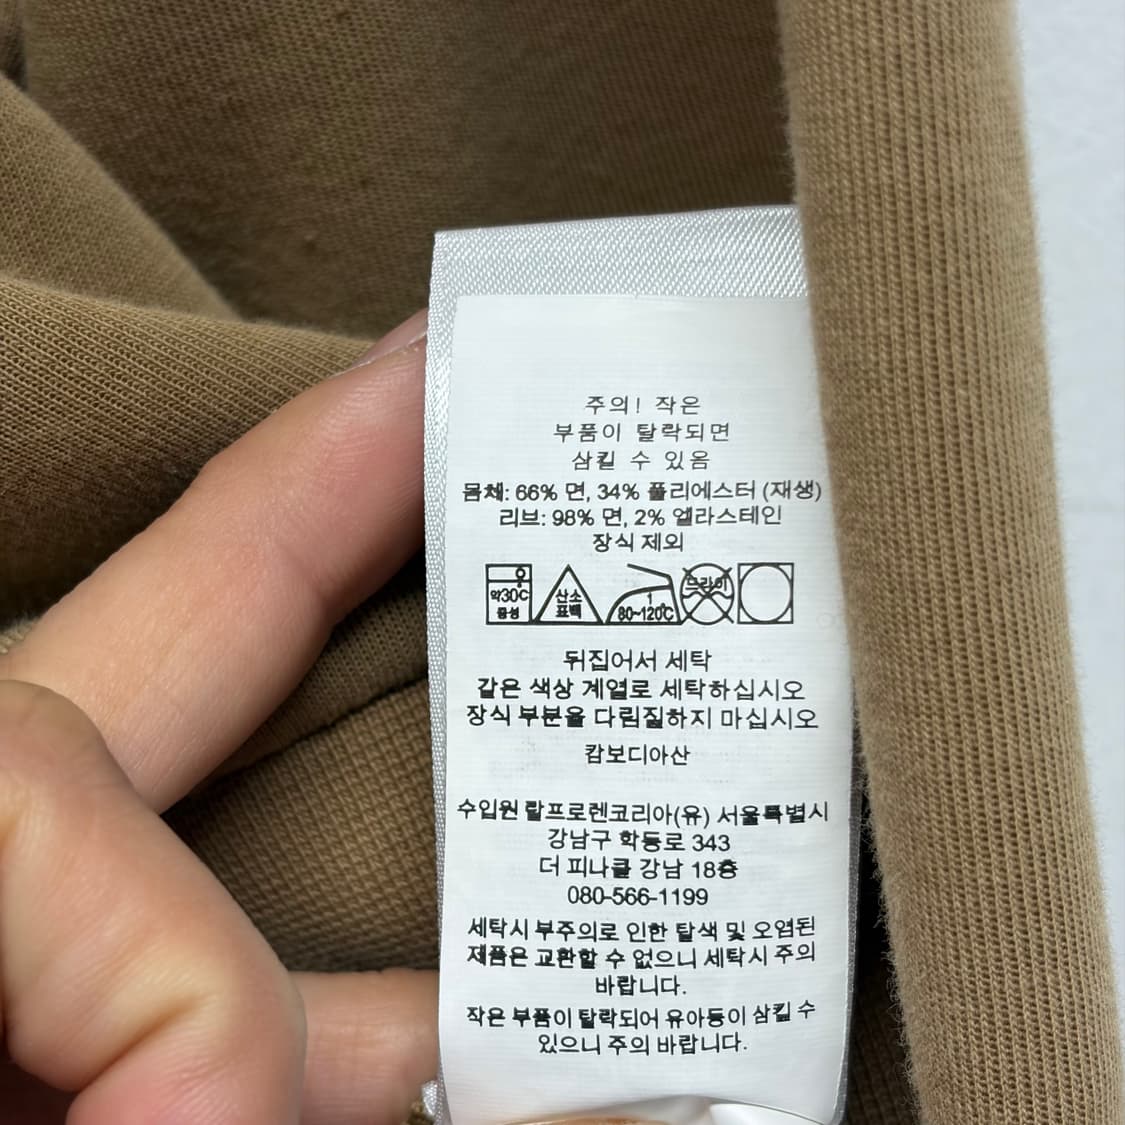 주의! 작은
부품이 탈락되면
삼킬 수 있음
몸체: 66% 면, 34% 폴리에스터 (재생)
리브: 98% 면, 2% 엘라스테인
장식 제외
약30℃
중성
산소
표백
80~120℃
드라이
뒤집어서 세탁
같은 색상 계열로 세탁하십시오
장식 부분을 다림질하지 마십시오
캄보디아산
수입원 랄프로렌코리아(유) 서울특별시
강남구 학동로 343
더 피나클 강남 18층
080-566-1199
세탁시 부주의로 인한 탈색 및 오염된
제품은 교환할 수 없으니 세탁시 주의
바랍니다.
작은 부품이 탈락되어 유아등이 삼킬 수
있으니 주의 바랍니다.